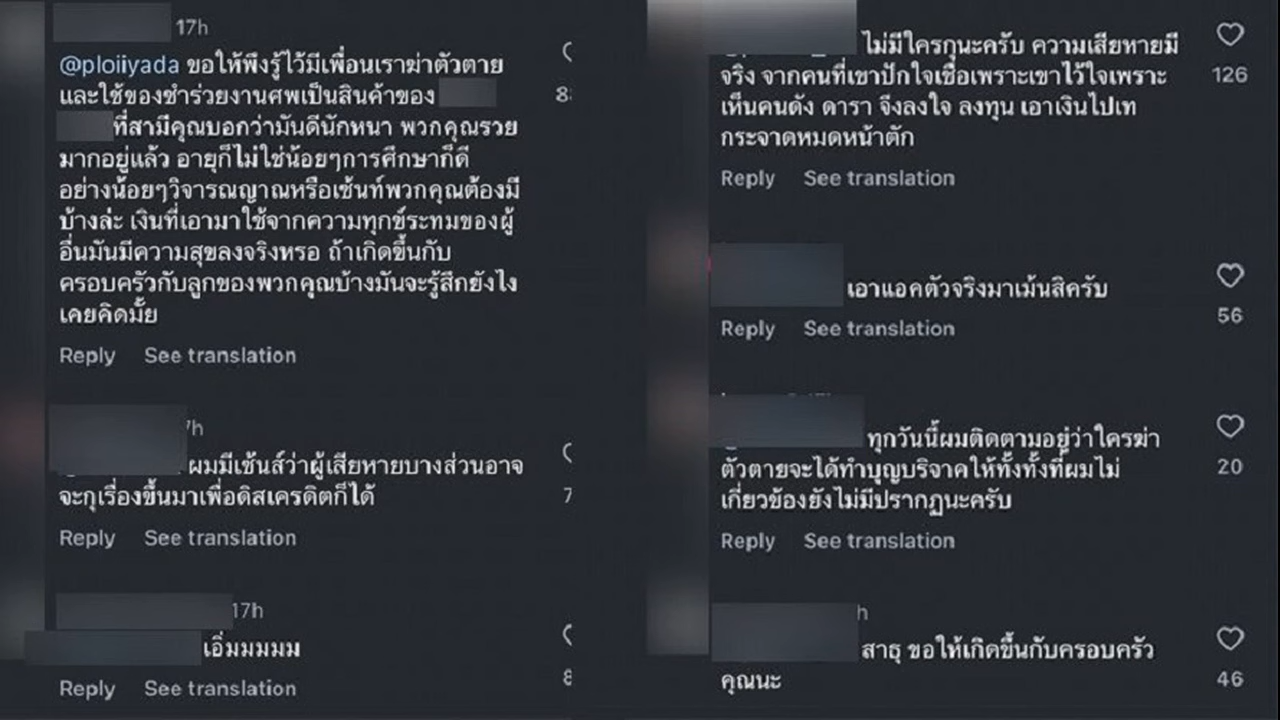 17h
@ploiiyada ขอให้พึงรู้ไว้มีเพื่อนเราฆ่าตัวตาย
และใช้ของชำร่วยงานศพเป็นสินค้าของ
ที่สามีคุณบอกว่ามันดีนักหนา พวกคุณรวย
มากอยู่แล้ว อายุก็ไม่ใช่น้อยๆการศึกษาก็ดี
อย่างน้อยๆวิจารณญาณหรือเซ้นท์พวกคุณต้องมี
บ้างล่ะ เงินที่เอามาใช้จากความทุกข์ระทมของผู้
อื่นมันมีความสุขลงจริงหรอ ถ้าเกิดขึ้นกับ
ครอบครัวกับลูกของพวกคุณบ้างมันจะรู้สึกยังไง
เคยคิดมั้ย
Reply See translation
ผมมีเซ้นส์ว่าผู้เสียหายบางส่วนอาจ
จะกุเรื่องขึ้นมาเพื่อดิสเครดิตก็ได้
Reply See translation
17h
เอิ่มมมมม
Reply See translation
ไม่มีใครกุนะครับ ความเสียหายมี
จริง จากคนที่เขาปักใจเชื่อเพราะเขาไว้ใจเพราะ
เห็นคนดัง ดารา จึงลงใจ ลงทุน เอาเงินไปเท
กระจาดหมดหน้าตัก
126
Reply See translation
เอาแอคตัวจริงมาเม้นสิครับ
56
Reply See translation
ทุกวันนี้ผมติดตามอยู่ว่าใครฆ่า
ตัวตายจะได้ทำบุญบริจาคให้ทั้งทั้งที่ผมไม่
เกี่ยวข้องยังไม่มีปรากฏนะครับ
20
Reply See translation
สาธุ ขอให้เกิดขึ้นกับครอบครัว
คุณนะ
46